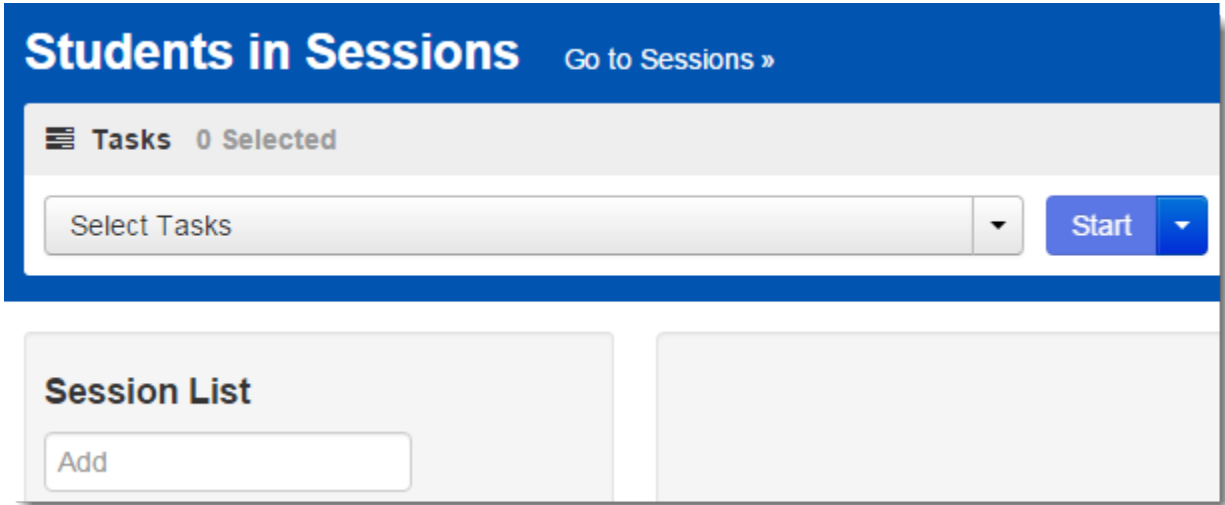 Students in Sessions Go to Sessions »
Tasks 0 Selected
Select Tasks Start
Session List
Add